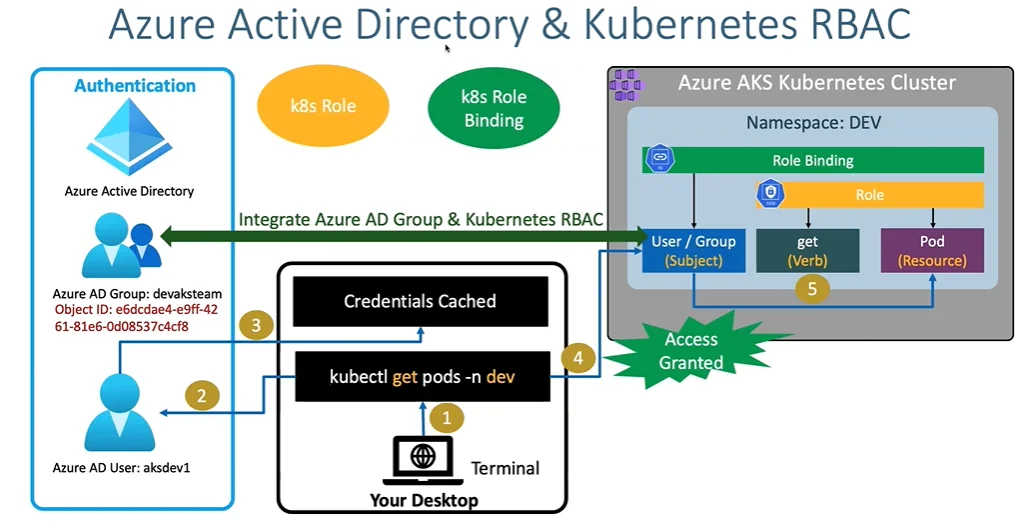 Azure Active Directory & Kubernetes RBAC
Authentication
Azure Active Directory
Azure AD Group: devaksteam
Object ID: e6dcdae4-e9ff-42
61-81e6-0d08537c4cf8
Azure AD User: aksdev1
k8s Role
k8s Role
Binding
Integrate Azure AD Group & Kubernetes RBAC
Credentials Cached
3
2
kubectl get pods -n dev
4
1
Terminal
Your Desktop
Azure AKS Kubernetes Cluster
Namespace: DEV
Role Binding
Role
User / Group
(Subject)
get
(Verb)
Pod
(Resource)
5
Access
Granted